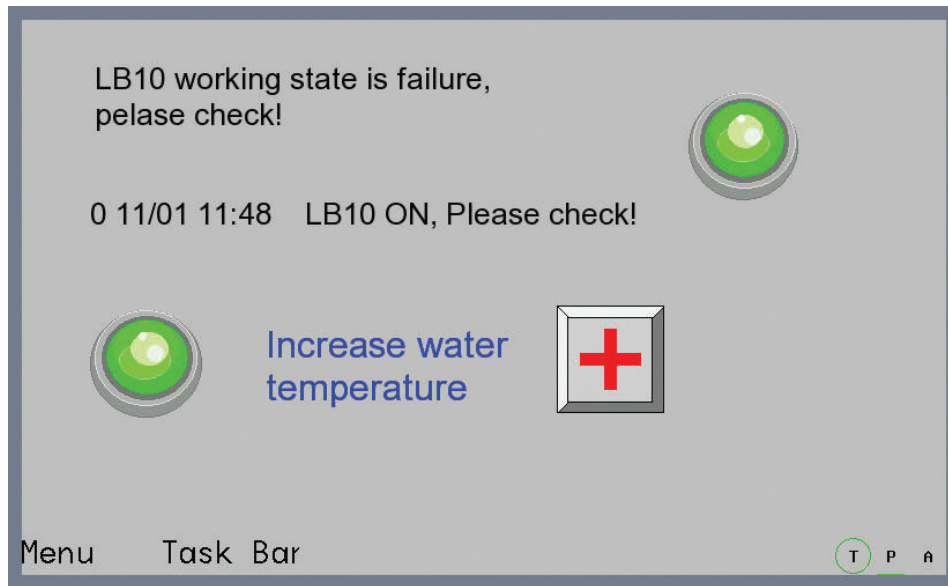 LB10 working state is failure,
pelase check!
0 11/01 11:48 LB10 ON, Please check!
Increase water
temperature
Menu Task Bar
T P A